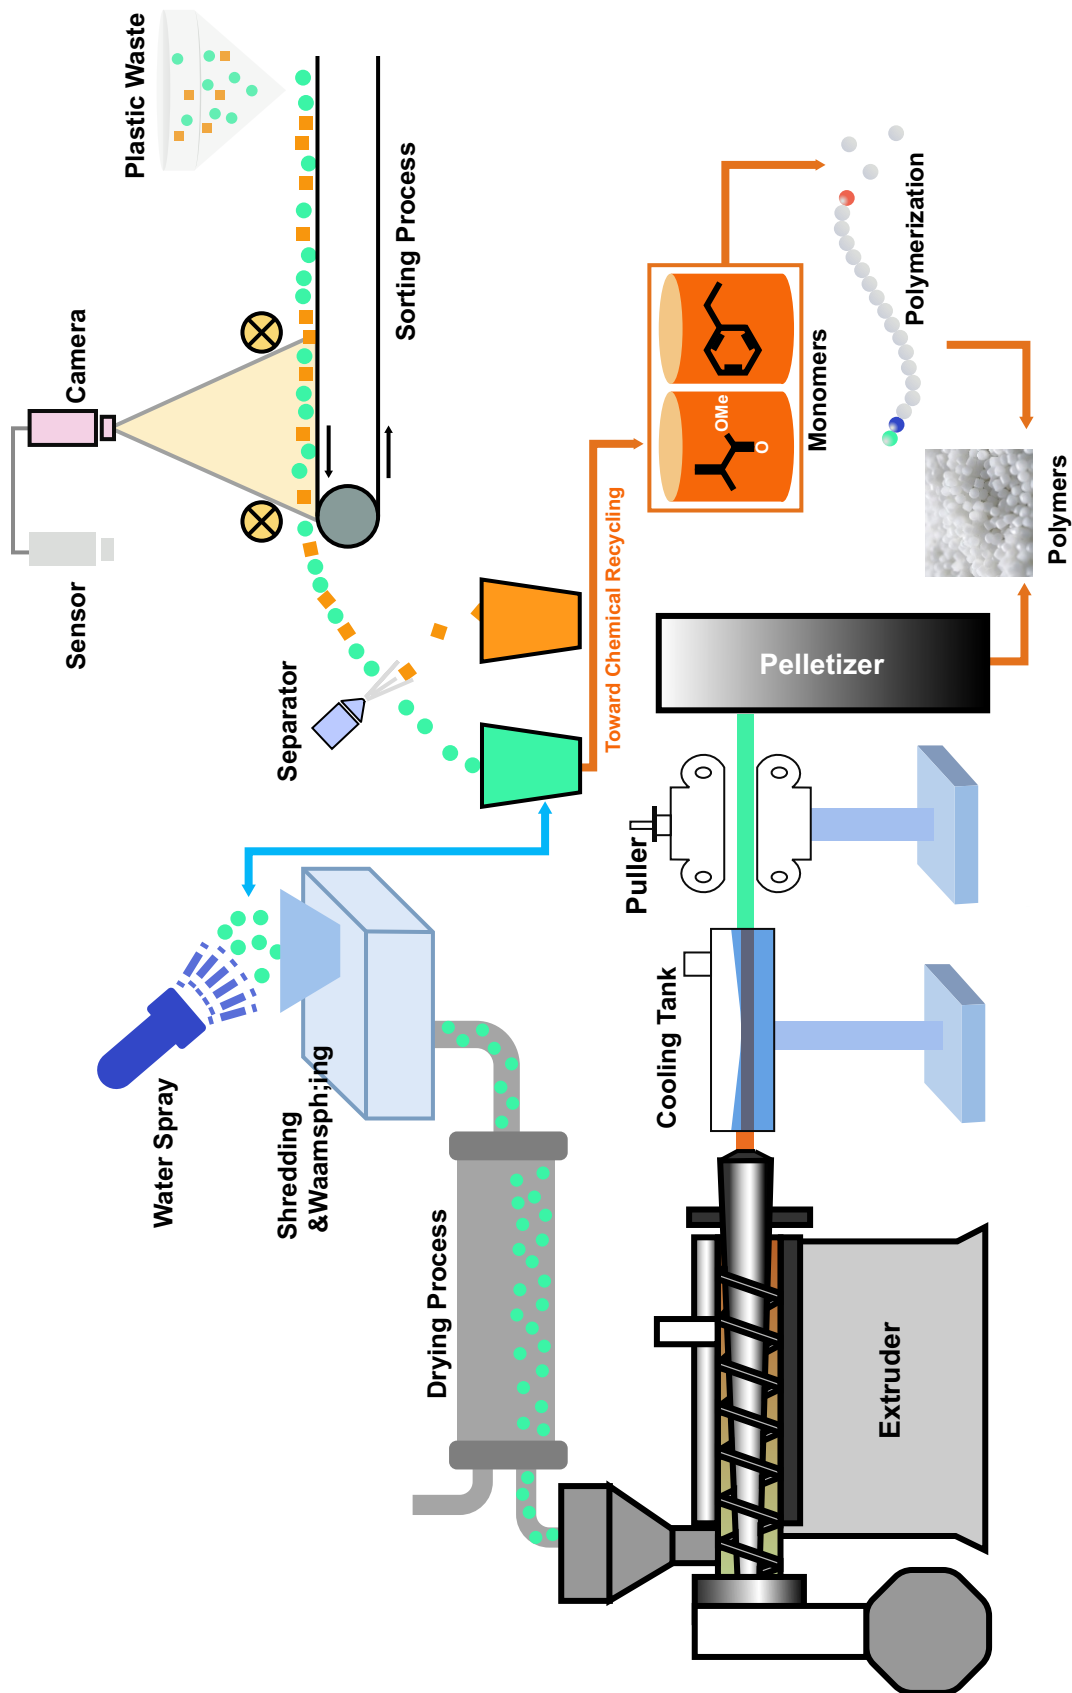 Plastic Waste
Camera
Sensor
Sorting Process
Separator
Water Spray
Shredding
&Waamsph;ing
Drying Process
Toward Chemical Recycling
OMe
O
Monomers
Polymerization
Polymers
Pelletizer
Puller
Cooling Tank
Extruder